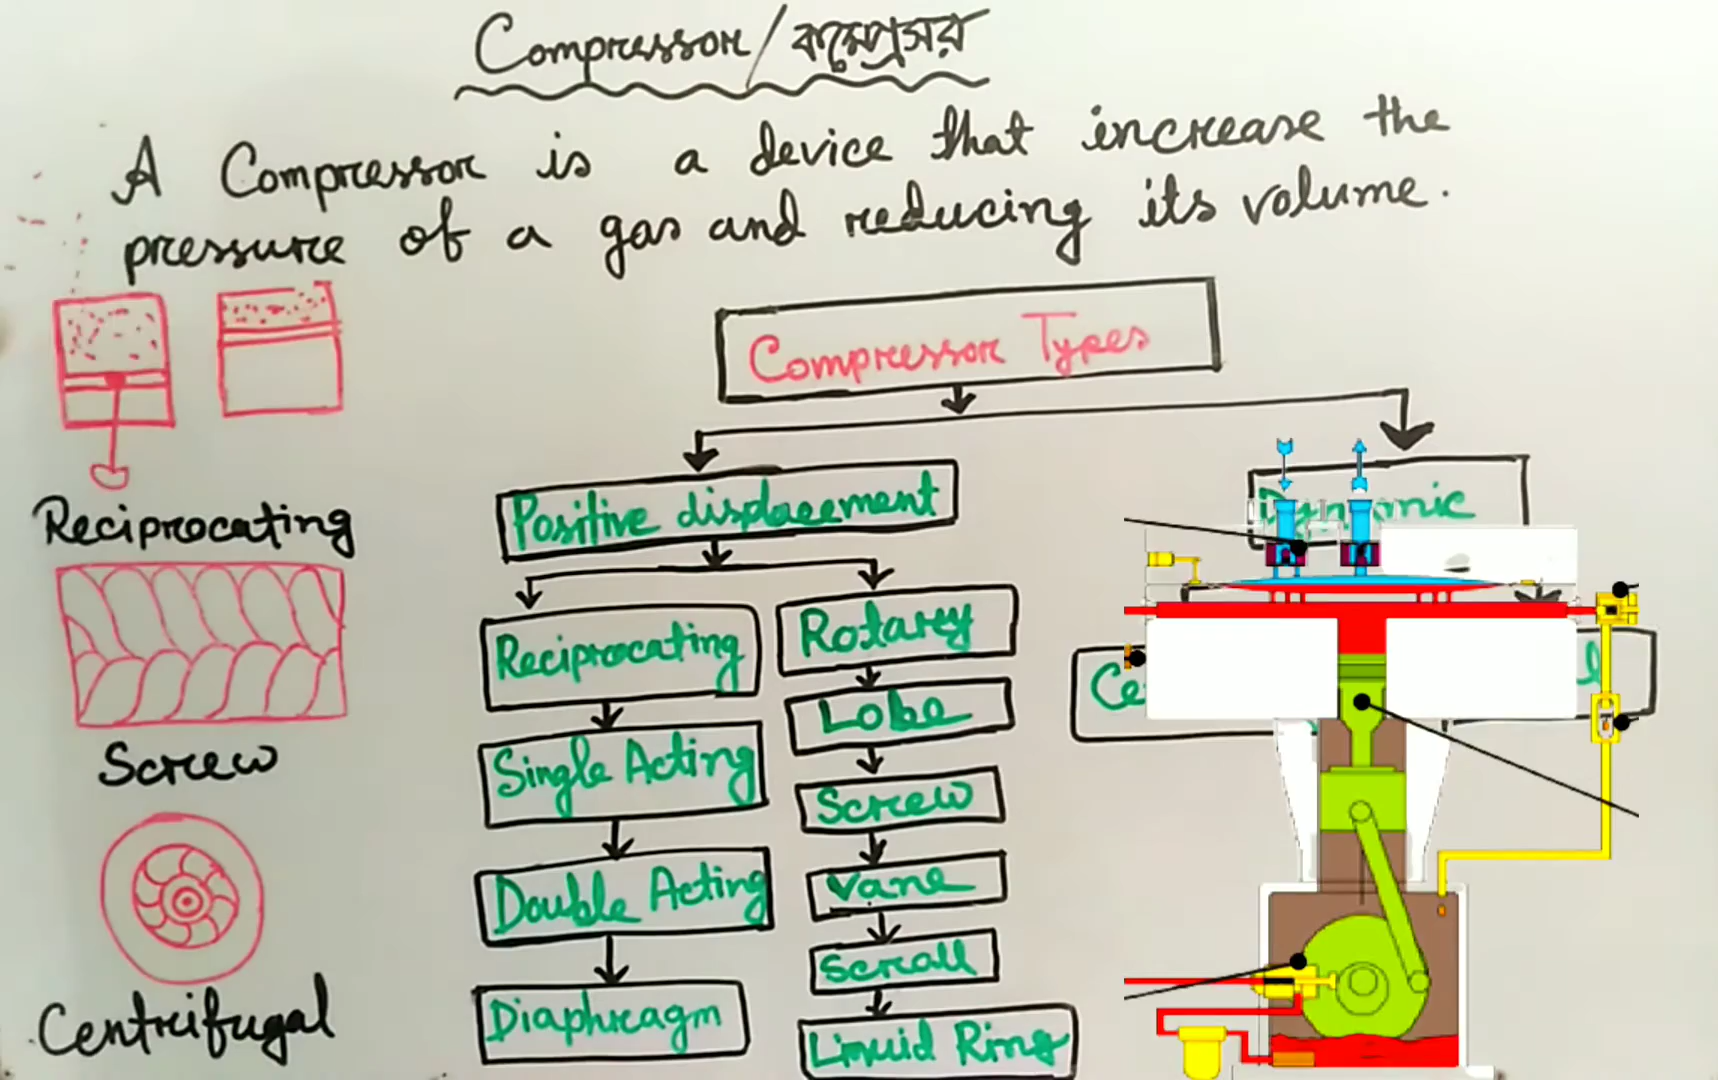 Compressor/কম্প্রেসর
A Compressor is a device that increase the
pressure of a gas and reducing its volume.
Compressor Types
Positive displacement
Reciprocating
Reciprocating
Rotary
Lobe
Single Acting
Screw
Screw
Double Acting
Vane
Scroll
Centrifugal
Diaphragm
Liquid Ring